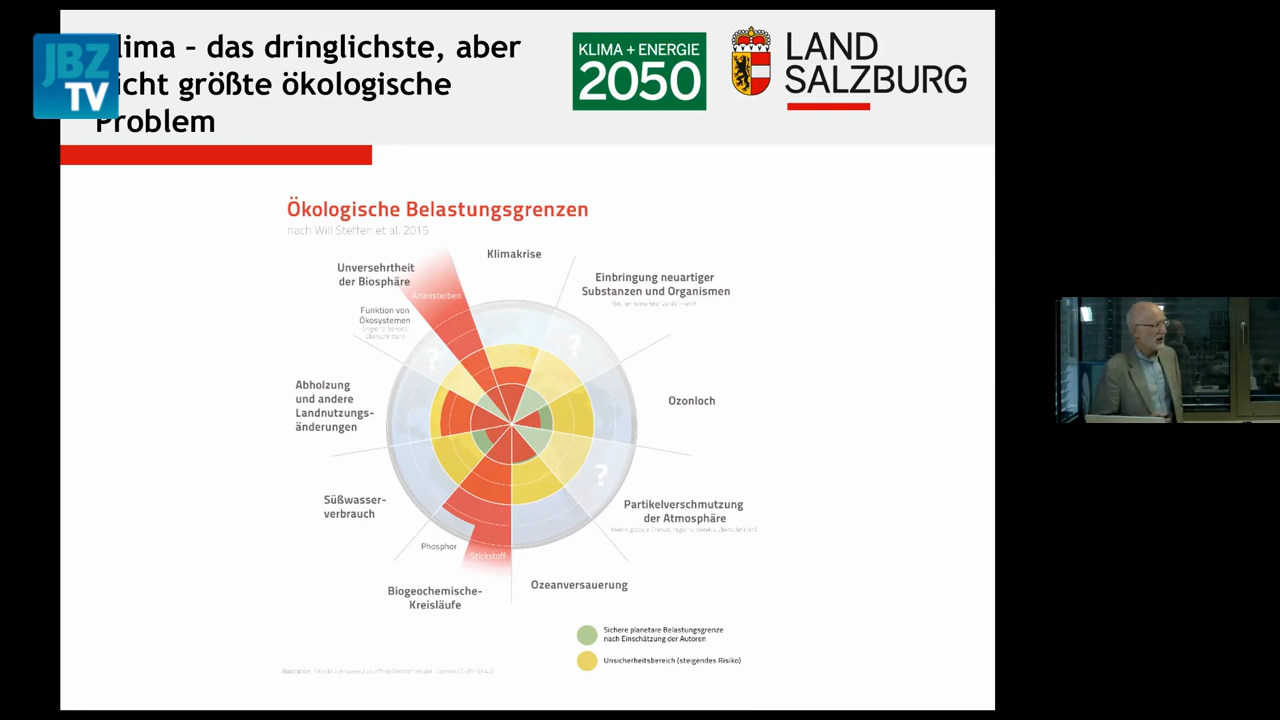 JBZ
TV
lima – das dringlichste, aber
icht größte ökologische
Problem
KLIMA + ENERGIE
2050
LAND
SALZBURG
Ökologische Belastungsgrenzen
nach Will Steffen et al. 2015
Klimakrise
Unversehrtheit
der Biosphäre
Artensterben
Einbringung neuartiger
Substanzen und Organismen
Funktion von
Ökosystemen
?
?
Abholzung
und andere
Landnutzungs-
änderungen
Ozonloch
?
Süßwasser-
verbrauch
Partikelverschmutzung
der Atmosphäre
Phosphor
Stickstoff
Biogeochemische-
Kreisläufe
Ozeanversauerung
Sichere planetare Belastungsgrenze
nach Einschätzung der Autoren
Unsicherheitsbereich (steigendes Risiko)